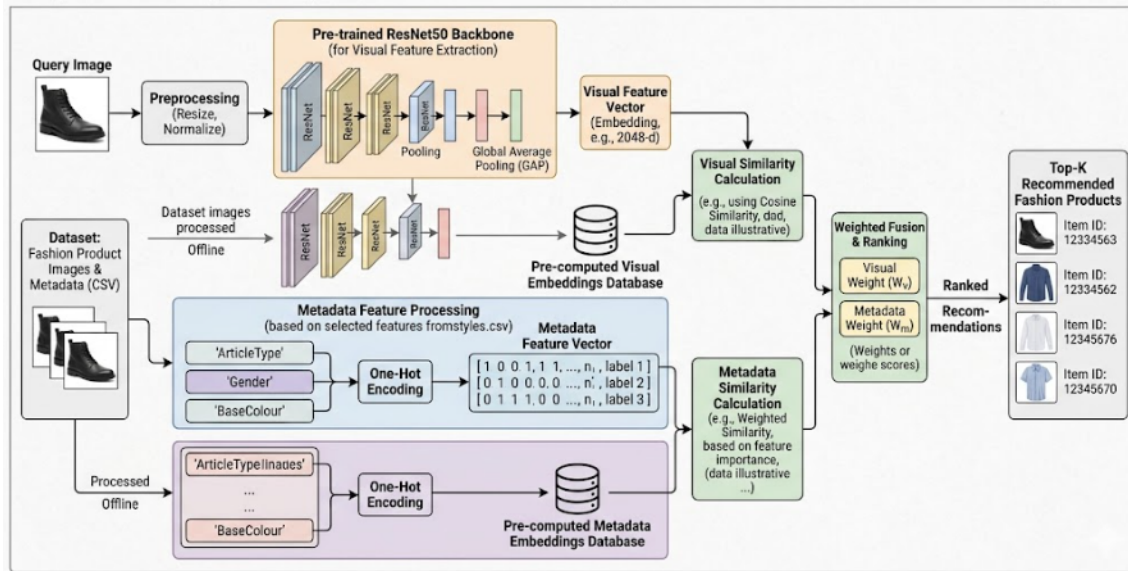 Pre-trained ResNet50 Backbone
(for Visual Feature Extraction)
Query Image
Preprocessing
(Resize,
Normalize)
ResNet
ResNet
ResNet
ResNet
Pooling
Global Average
Pooling (GAP)
Visual Feature
Vector
(Embedding,
e.g., 2048-d)
Dataset images
processed
Offline
ResNet
ResNet
ResNet
Pre-computed Visual
Embeddings Database
Visual Similarity
Calculation
(e.g., using Cosine
Similarity, dad,
data illustrative)
Dataset:
Fashion Product
Images &
Metadata (CSV)
Metadata Feature Processing
(based on selected features fromstyles.csv)
'ArticleType'
'Gender'
'BaseColour'
One-Hot
Encoding
Metadata
Feature Vector
[ 1 0 0 1, 1 1, ..., n, , label 1 ]
[ 0 1 0 0.0. 0 ..., n, , label 2 ]
[ 0 1 1 1. 0 0 ..., n, , label 3 ]
Processed
Offline
...
...
'BaseColour'
One-Hot
Encoding
Pre-computed Metadata
Embeddings Database
Metadata
Similarity
Calculation
(e.g., Weighted
Similarity,
based on feature
importance,
(data illustrative
...)
Weighted Fusion
& Ranking
Visual
Weight (Wv)
Metadata
Weight (Wm)
(Weights or
weighe scores)
Ranked
Recom-
mendations
Top-K
Recommended
Fashion Products
Item ID:
12334563
Item ID:
12334562
Item ID:
12345676
Item ID:
12345670